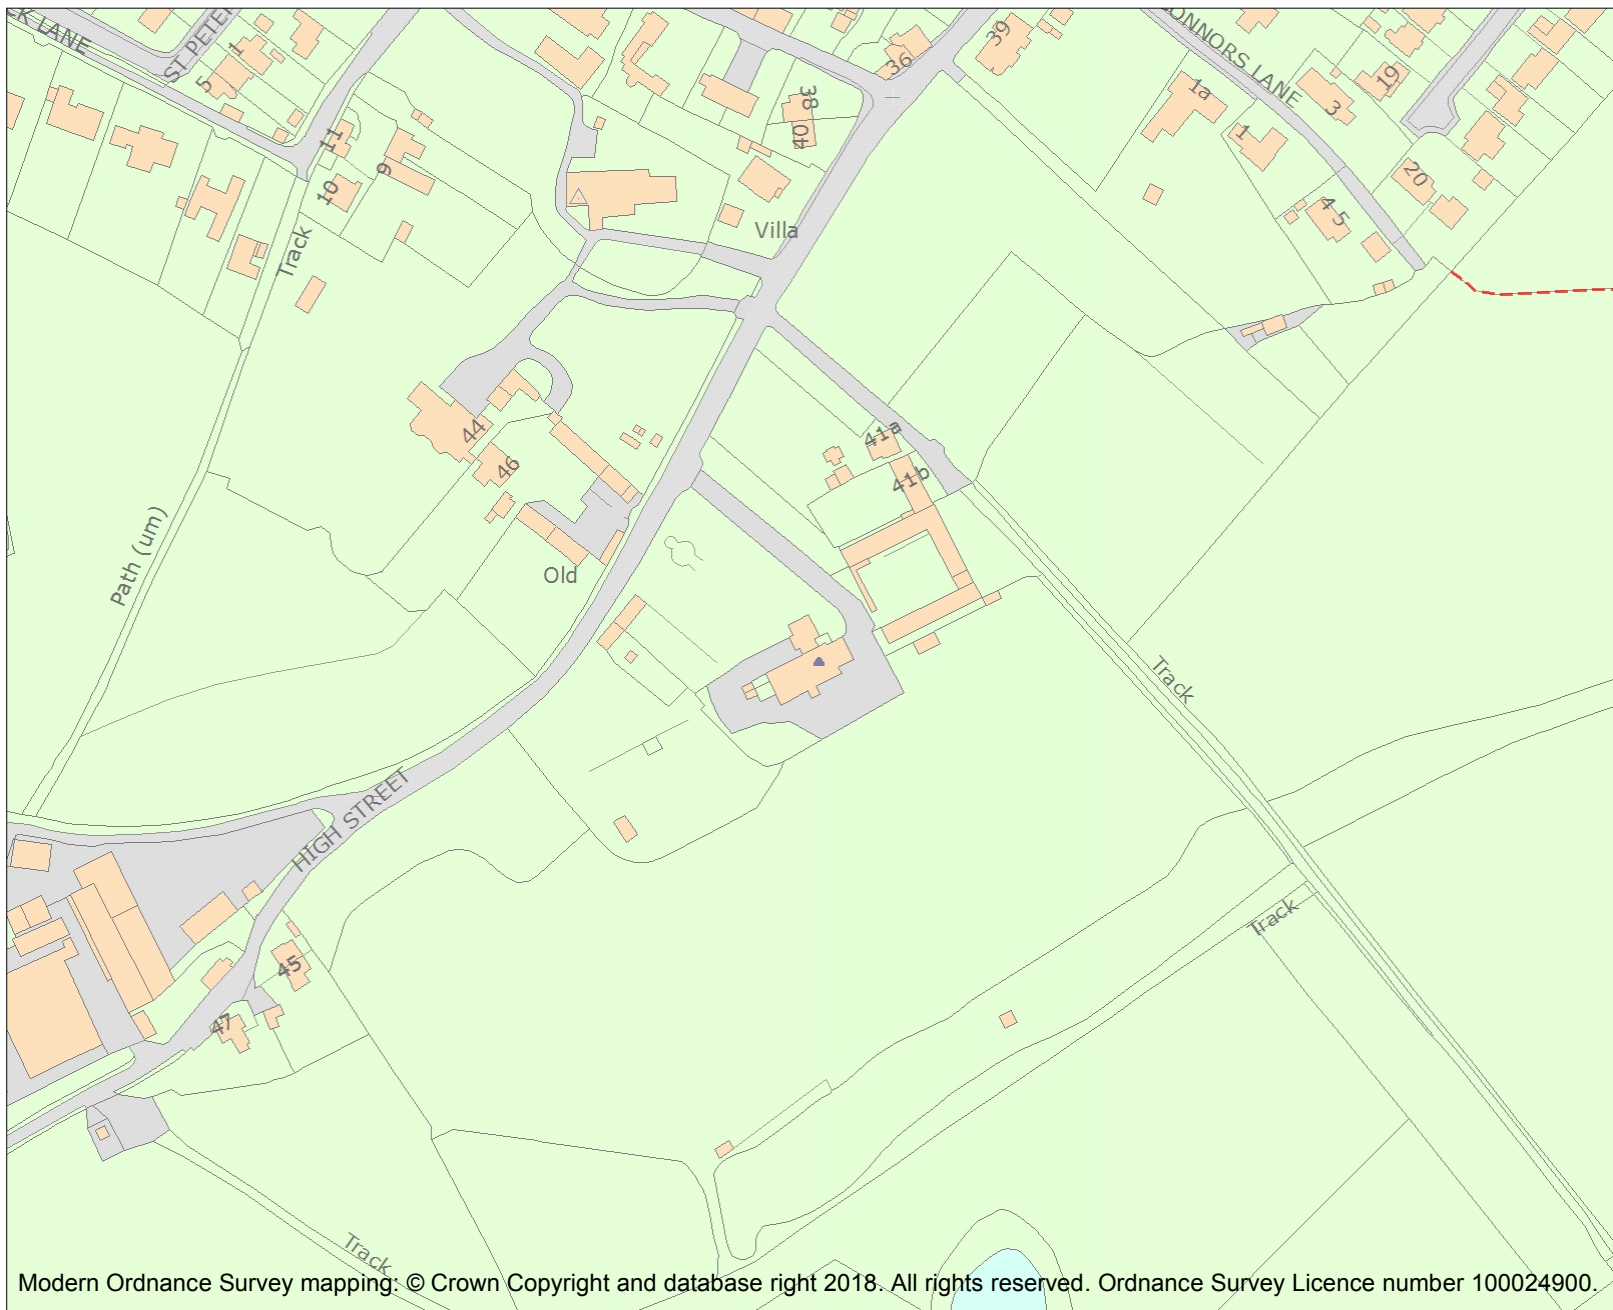 CK LANE
ST PETER
1
5
36
39
CONNORS LANE
1a
3
19
1
38
40
11
9
10
20
4 5
Villa
Track
41a
44
41b
46
Path (um)
Old
Track
HIGH STREET
Track
45
47
Track
Modern Ordnance Survey mapping: © Crown Copyright and database right 2018. All rights reserved. Ordnance Survey Licence number 100024900.